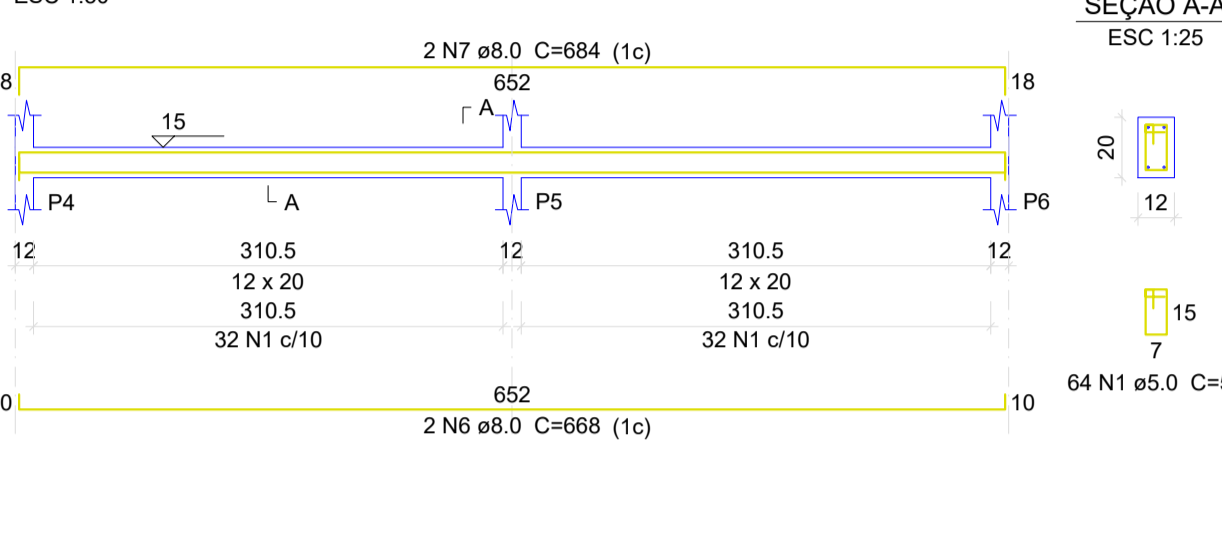 SEÇÃO A-A
ESC 1:25
2 N7 ø8.0 C=684 (1c)
8
652
18
15
A
A
P4
P5
P6
20
12
12
310.5
12
310.5
12
12 x 20
12 x 20
310.5
310.5
32 N1 c/10
32 N1 c/10
15
7
64 N1 ø5.0
0
652
10
2 N6 ø8.0 C=668 (1c)